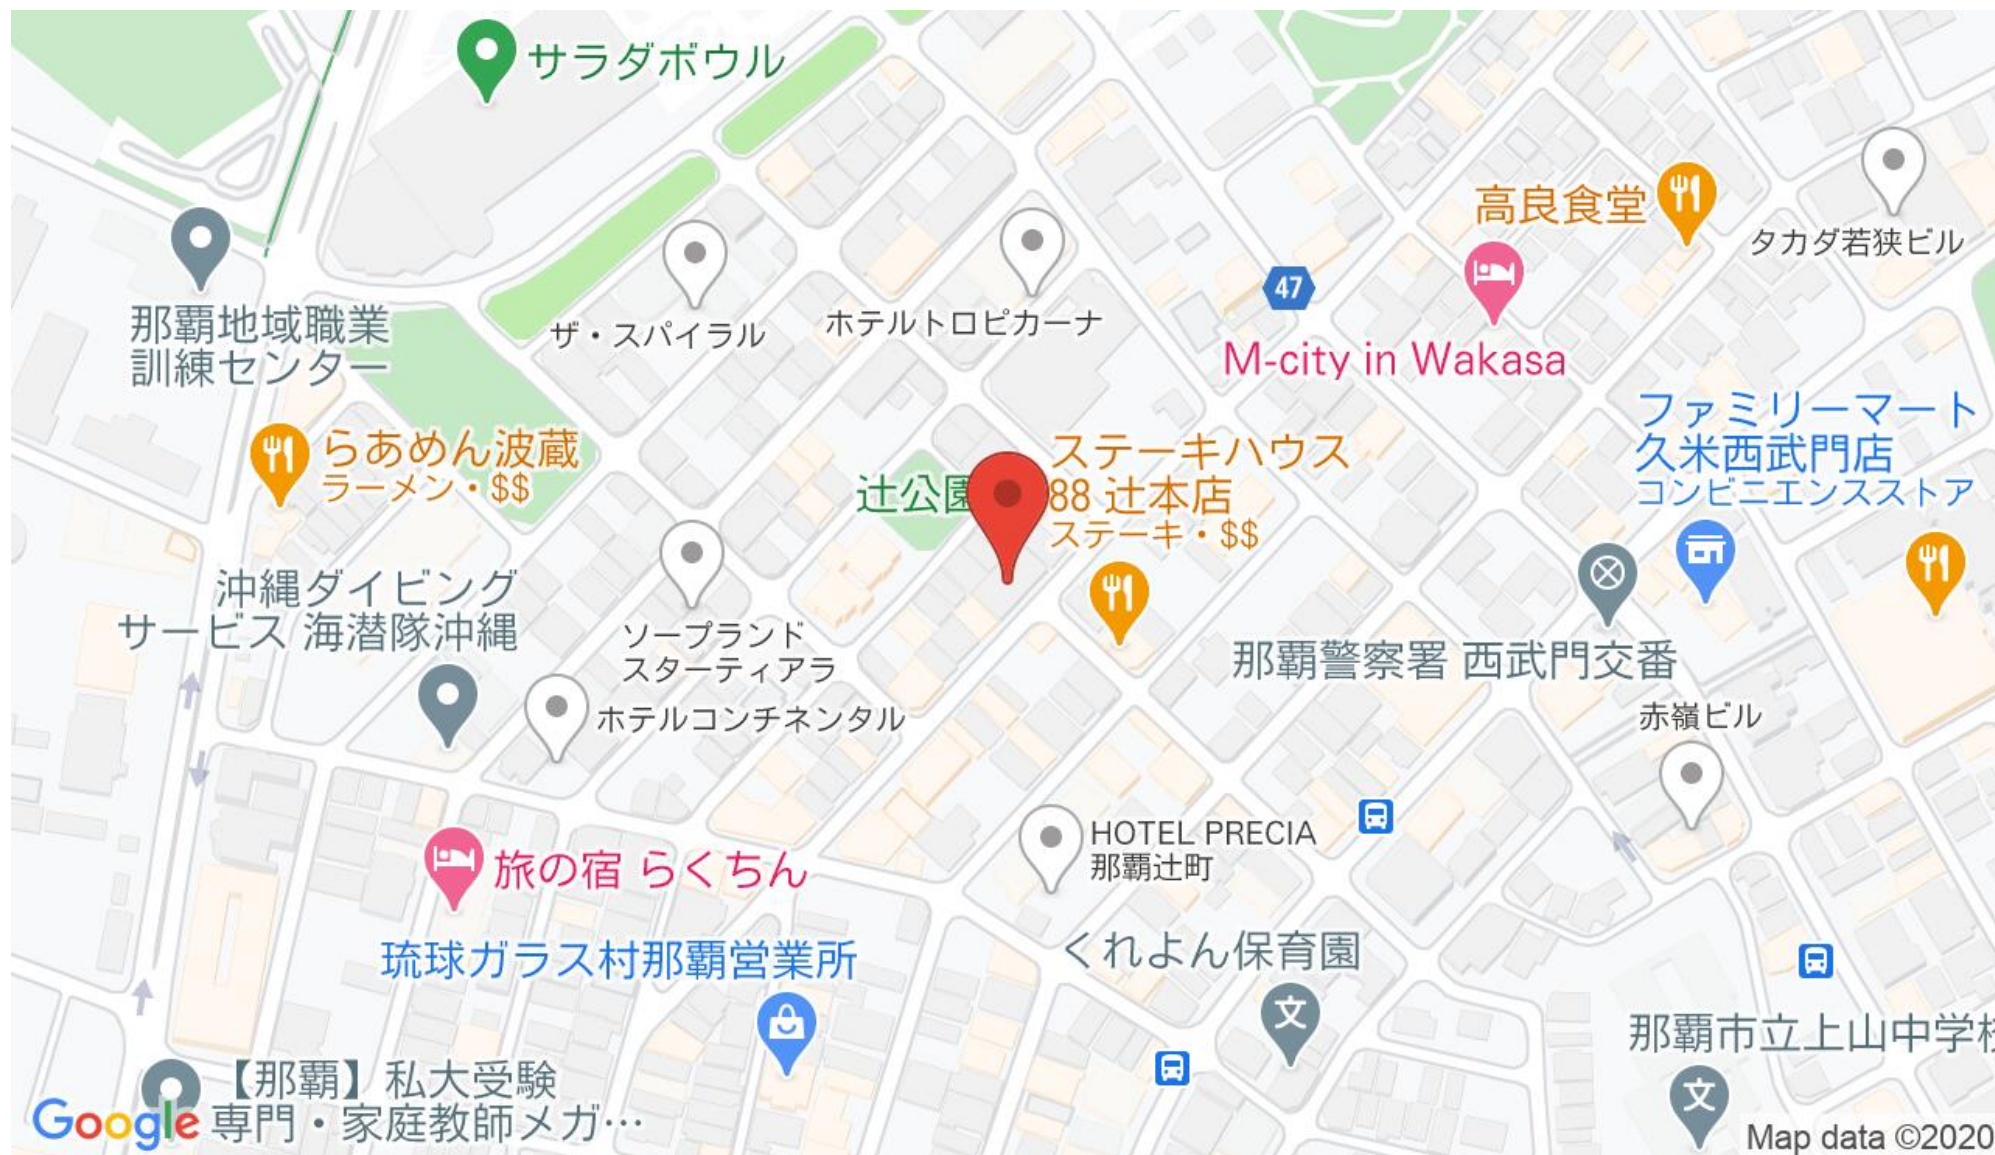 サラダボウル
高良食堂
タカダ若狭ビル
那覇地域職業
訓練センター
ザ・スパイラル
ホテルトロピカーナ
47
M-city in Wakasa
ファミリーマート
久米西武門店
コンビニエンスストア
らあめん波蔵
ラーメン・$$
辻公園
ステーキハウス
88 辻本店
ステーキ・$$
沖縄ダイビング
サービス 海潜隊沖縄
ソープランド
スターティアラ
那覇警察署 西武門交番
ホテルコンチネンタル
赤嶺ビル
HOTEL PRECIA
那覇辻町
旅の宿 らくちん
琉球ガラス村那覇営業所
くれよん保育園
文
那覇市立上山中学校
文
【那覇】私大受験
専門・家庭教師メガ…
Google
Map data ©2020